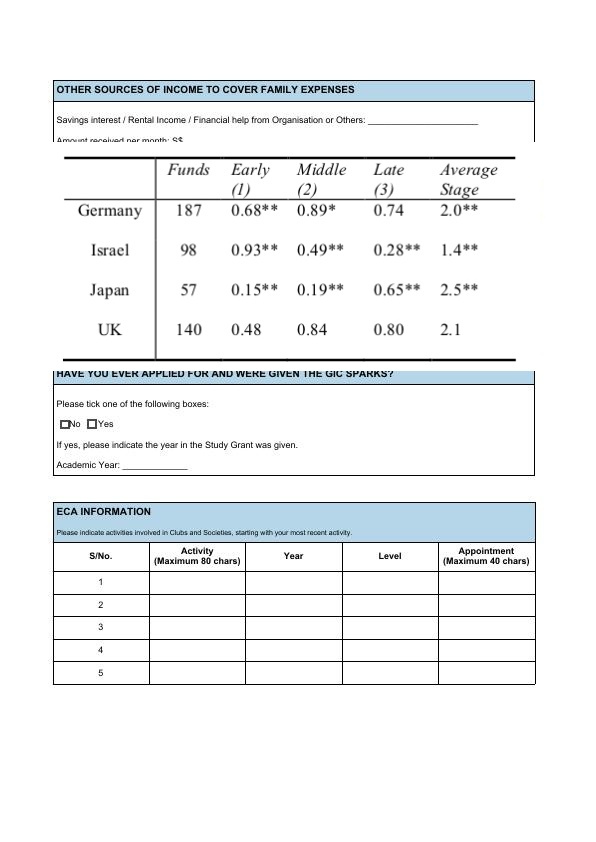 OTHER SOURCES OF INCOME TO COVER FAMILY EXPENSES
Savings interest / Rental Income / Financial help from Organisation or Others: ______________________
Amount received per month: S$
Funds Early (1) Middle (2) Late (3) Average Stage
Germany 187 0.68** 0.89* 0.74 2.0**
Israel 98 0.93** 0.49** 0.28** 1.4**
Japan 57 0.15** 0.19** 0.65** 2.5**
UK 140 0.48 0.84 0.80 2.1
HAVE YOU EVER APPLIED FOR AND WERE GIVEN THE GIC SPARKS?
Please tick one of the following boxes:
No Yes
If yes, please indicate the year in the Study Grant was given.
Academic Year: _____________
ECA INFORMATION
Please indicate activities involved in Clubs and Societies, starting with your most recent activity.
S/No. Activity (Maximum 80 chars) Year Level Appointment (Maximum 40 chars)
1
2
3
4
5